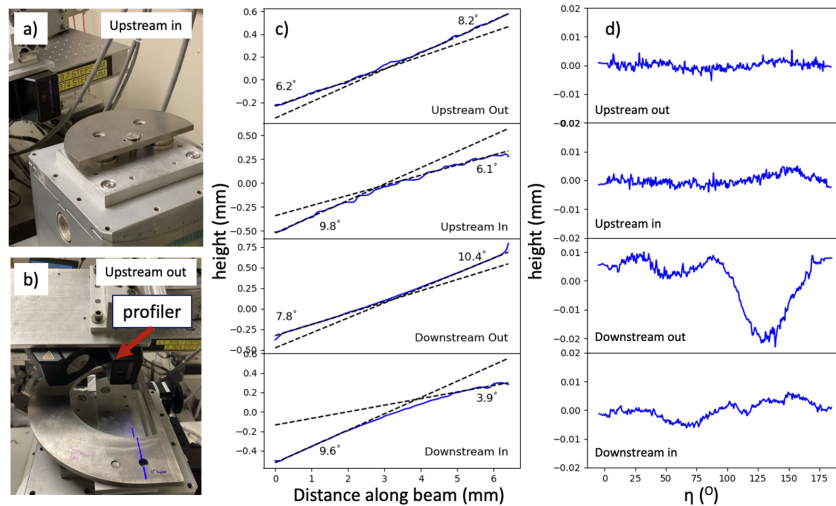 a)
Upstream in
b)
Upstream out
profiler
c)
height (mm)
0.6
0.4
0.2
0.0
−0.2
6.2°
8.2°
Upstream Out
0.50
0.25
0.00
−0.25
−0.50
9.8°
6.1°
Upstream In
0.75
0.50
0.25
0.00
−0.25
−0.50
7.8°
10.4°
Downstream Out
0.6
0.4
0.2
0.0
−0.2
−0.4
9.6°
3.9°
Downstream In
0 1 2 3 4 5 6
Distance along beam (mm)
d)
height (mm)
0.02
0.01
0.00
−0.01
Upstream out
0.02
0.01
0.00
−0.01
Upstream in
−0.02
0.01
0.00
−0.01
−0.02
Downstream out
0.02
0.01
0.00
−0.01
−0.02
Downstream in
0 25 50 75 100 125 150 175
η (°)